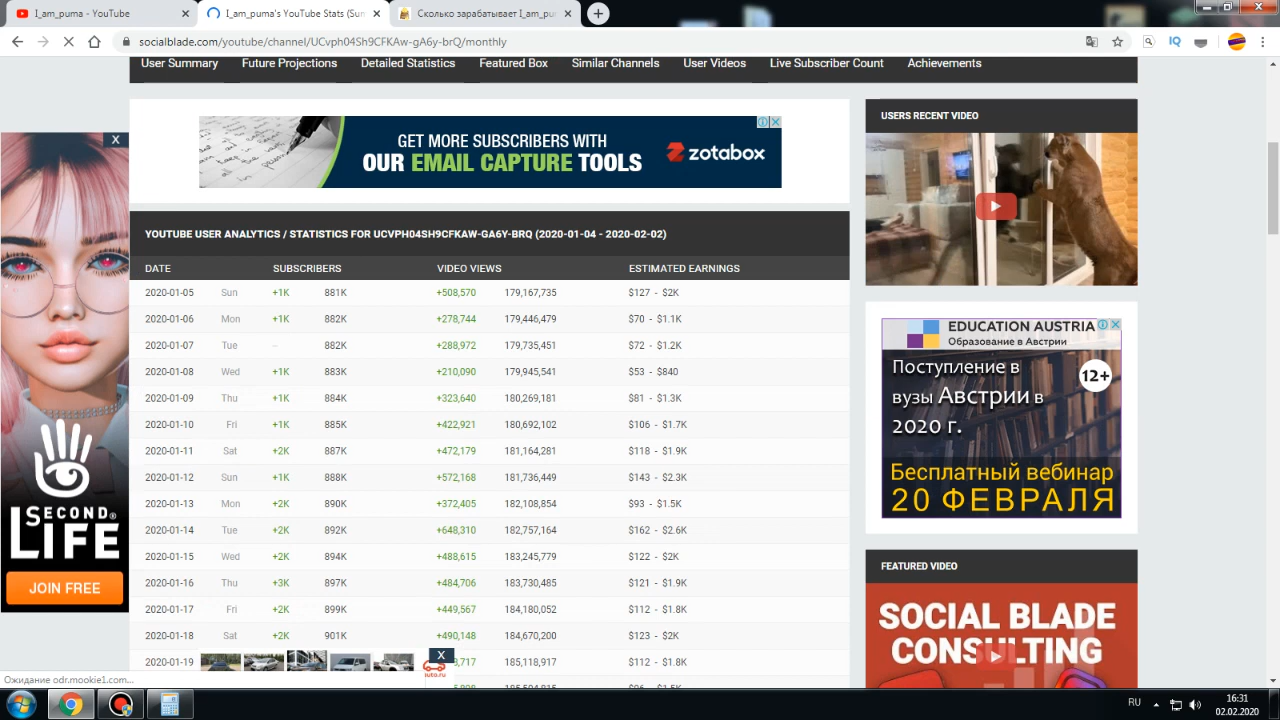 I_am_puma - YouTube
I_am_puma's YouTube Stats (Sum
Сколько зарабатывает I_am_pu
socialblade.com/youtube/channel/UCvph04Sh9CFKAw-gA6y-brQ/monthly
IQ
User Summary Future Projections Detailed Statistics Featured Box Similar Channels User Videos Live Subscriber Count Achievements
X
GET MORE SUBSCRIBERS WITH
OUR EMAIL CAPTURE TOOLS
zotabox
SECOND
LIFE
JOIN FREE
YOUTUBE USER ANALYTICS / STATISTICS FOR UCVPH04SH9CFKAW-GA6Y-BRQ (2020-01-04 - 2020-02-02)
DATE SUBSCRIBERS VIDEO VIEWS ESTIMATED EARNINGS
2020-01-05 Sun +1K 881K +508,570 179,167,735 $127 - $2K
2020-01-06 Mon +1K 882K +278,744 179,446,479 $70 - $1.1K
2020-01-07 Tue -- 882K +288,972 179,735,451 $72 - $1.2K
2020-01-08 Wed +1K 883K +210,090 179,945,541 $53 - $840
2020-01-09 Thu +1K 884K +323,640 180,269,181 $81 - $1.3K
2020-01-10 Fri +1K 885K +422,921 180,692,102 $106 - $1.7K
2020-01-11 Sat +2K 887K +472,179 181,164,281 $118 - $1.9K
2020-01-12 Sun +1K 888K +572,168 181,736,449 $143 - $2.3K
2020-01-13 Mon +2K 890K +372,405 182,108,854 $93 - $1.5K
2020-01-14 Tue +2K 892K +648,310 182,757,164 $162 - $2.6K
2020-01-15 Wed +2K 894K +488,615 183,245,779 $122 - $2K
2020-01-16 Thu +3K 897K +484,706 183,730,485 $121 - $1.9K
2020-01-17 Fri +2K 899K +449,567 184,180,052 $112 - $1.8K
2020-01-18 Sat +2K 901K +490,148 184,670,200 $123 - $2K
2020-01-19 185,118,917 $112 - $1.8K
X
auto.ru
USERS RECENT VIDEO
EDUCATION AUSTRIA
Образование в Австрии
Поступление в
вузы Австрии в
2020 г.
12+
Бесплатный вебинар
20 ФЕВРАЛЯ
FEATURED VIDEO
SOCIAL BLADE
CONSULTING
Ожидание odr.mookie1.com...
RU
16:31
02.02.2020